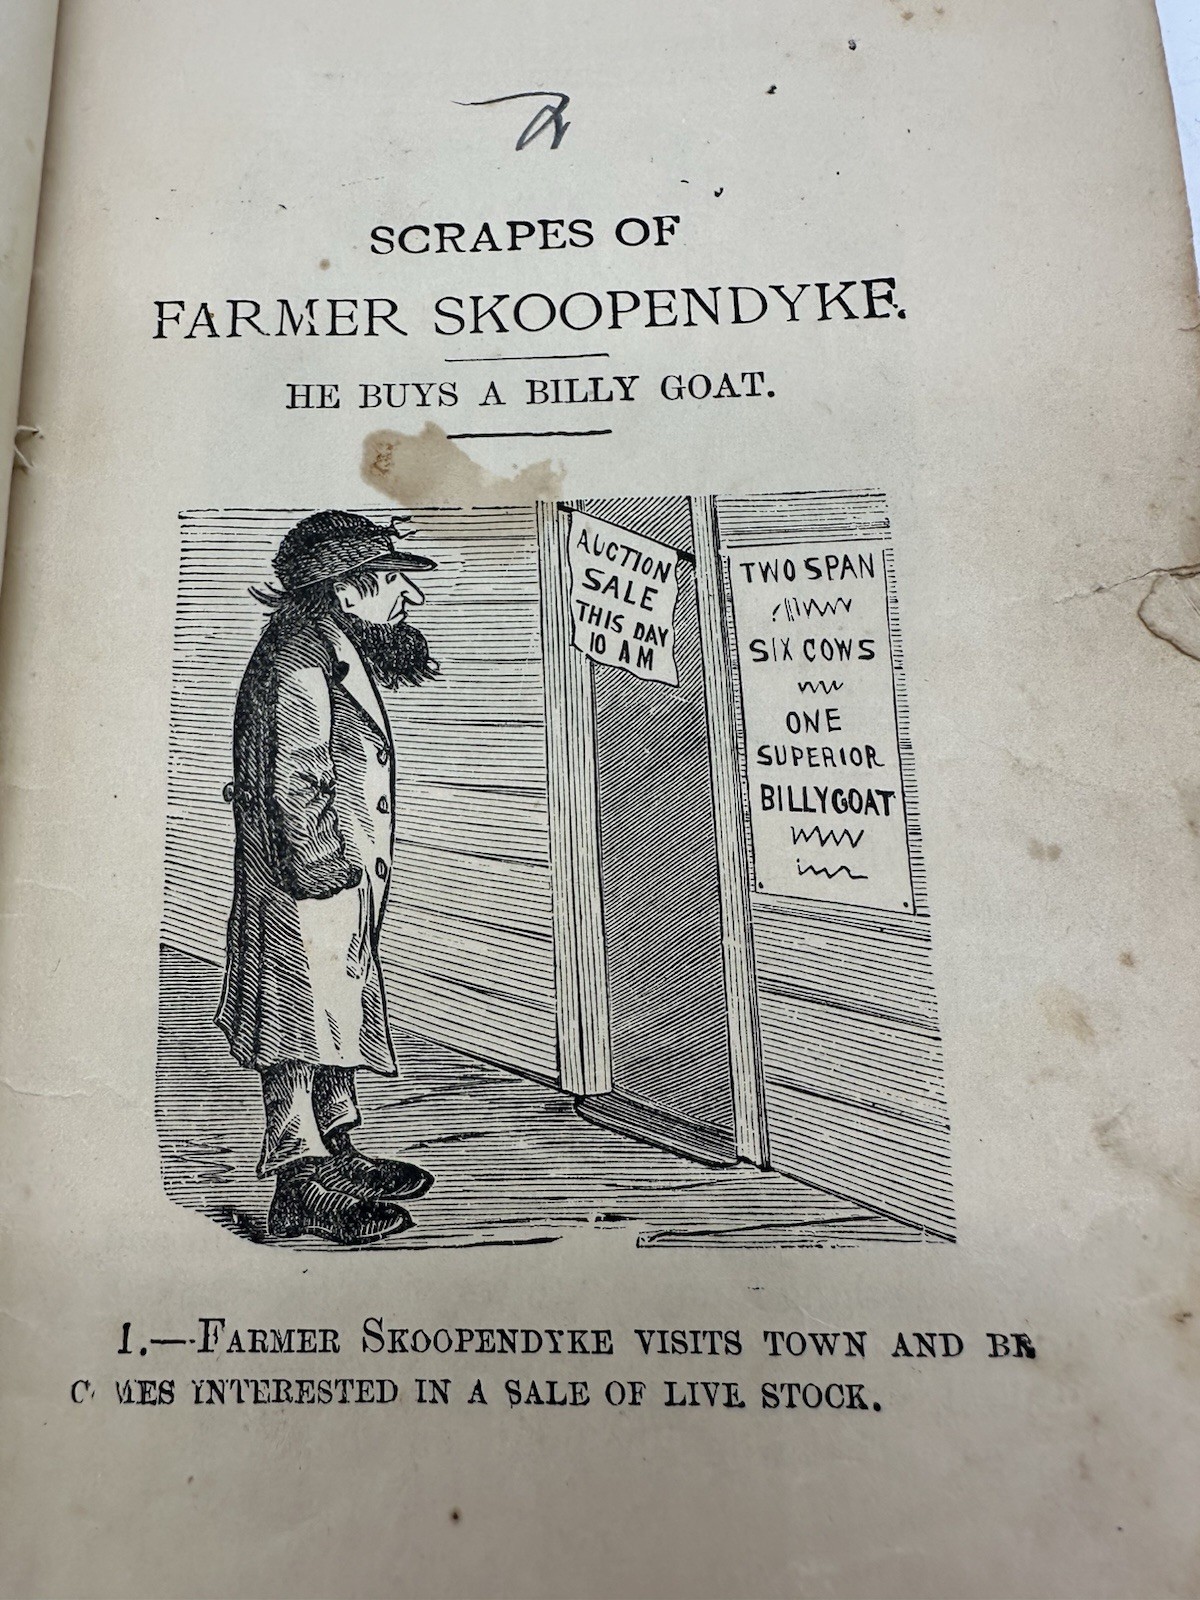 SCRAPES OF
FARMER SKOOPENDYKE.
HE BUYS A BILLY GOAT.
AUCTION
SALE
THIS DAY
10 AM
TWO SPAN
SIX COWS
ONE
SUPERIOR
BILLYGOAT
1.—FARMER SKOOPENDYKE VISITS TOWN AND BE
COMES INTERESTED IN A SALE OF LIVE STOCK.